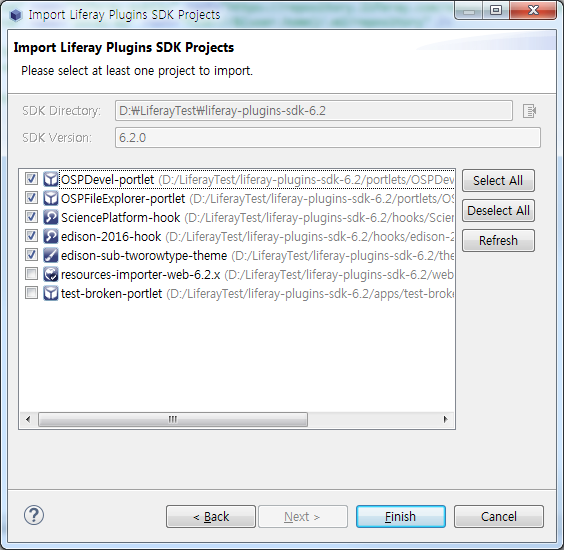 Import Liferay Plugins SDK Projects
Import Liferay Plugins SDK Projects
Please select at least one project to import.
SDK Directory: D:₩LiferayTest₩liferay-plugins-sdk-6.2
SDK Version: 6.2.0
OSPDevel-portlet (D:/LiferayTest/liferay-plugins-sdk-6.2/portlets/OSPDev
Select All
OSPFileExplorer-portlet (D:/LiferayTest/liferay-plugins-sdk-6.2/portlets/OS
SciencePlatform-hook (D:/LiferayTest/liferay-plugins-sdk-6.2/hooks/Scien
Deselect All
edison-2016-hook (D:/LiferayTest/liferay-plugins-sdk-6.2/hooks/edison-2
Refresh
edison-sub-tworowtype-theme (D:/LiferayTest/liferay-plugins-sdk-6.2/the
resources-importer-web-6.2.x (D:/LiferayTest/liferay-plugins-sdk-6.2/web
test-broken-portlet (D:/LiferayTest/liferay-plugins-sdk-6.2/apps/test-broke
?
< Back
Next >
Finish
Cancel